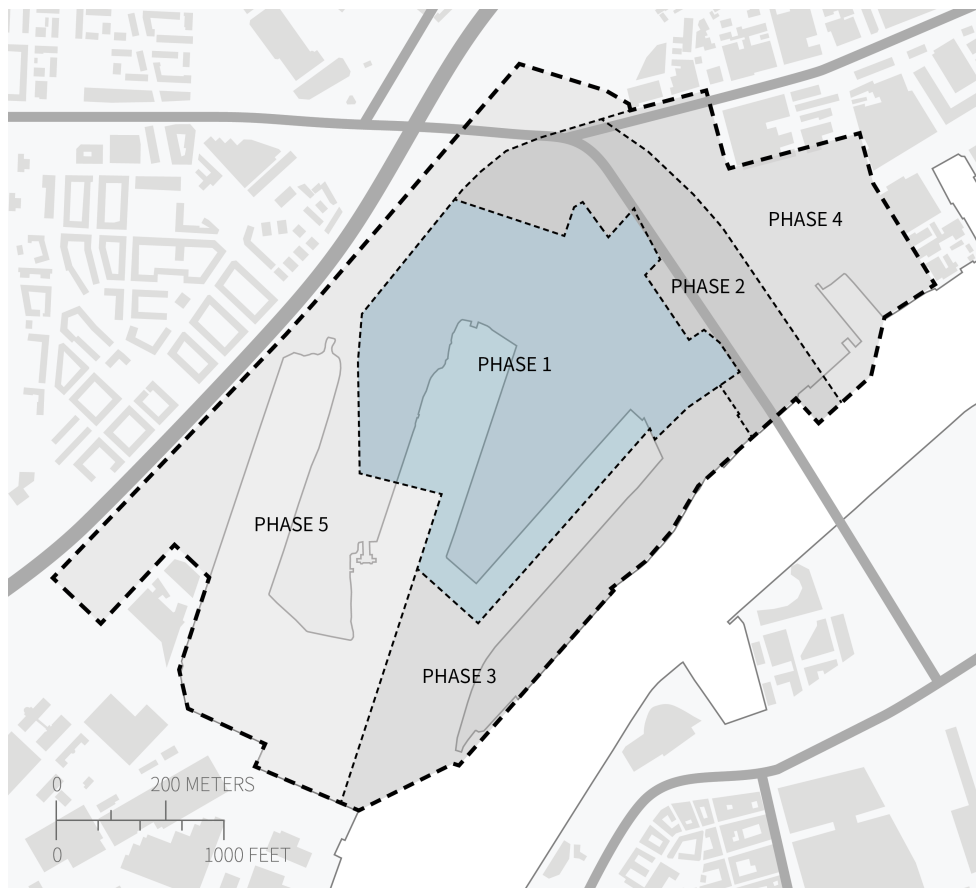 PHASE 4
PHASE 2
PHASE 1
PHASE 5
PHASE 3
0 200 METERS
0 1000 FEET